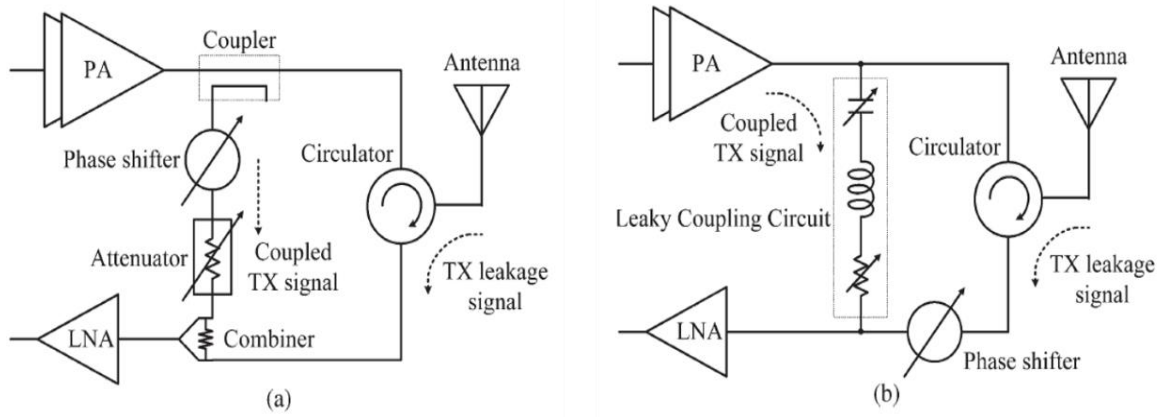 PA
Coupler
Antenna
Phase shifter
Circulator
Attenuator
Coupled
TX signal
TX leakage
signal
LNA
Combiner
(a)
PA
Antenna
Coupled
TX signal
Circulator
Leaky Coupling Circuit
TX leakage
signal
LNA
Phase shifter
(b)